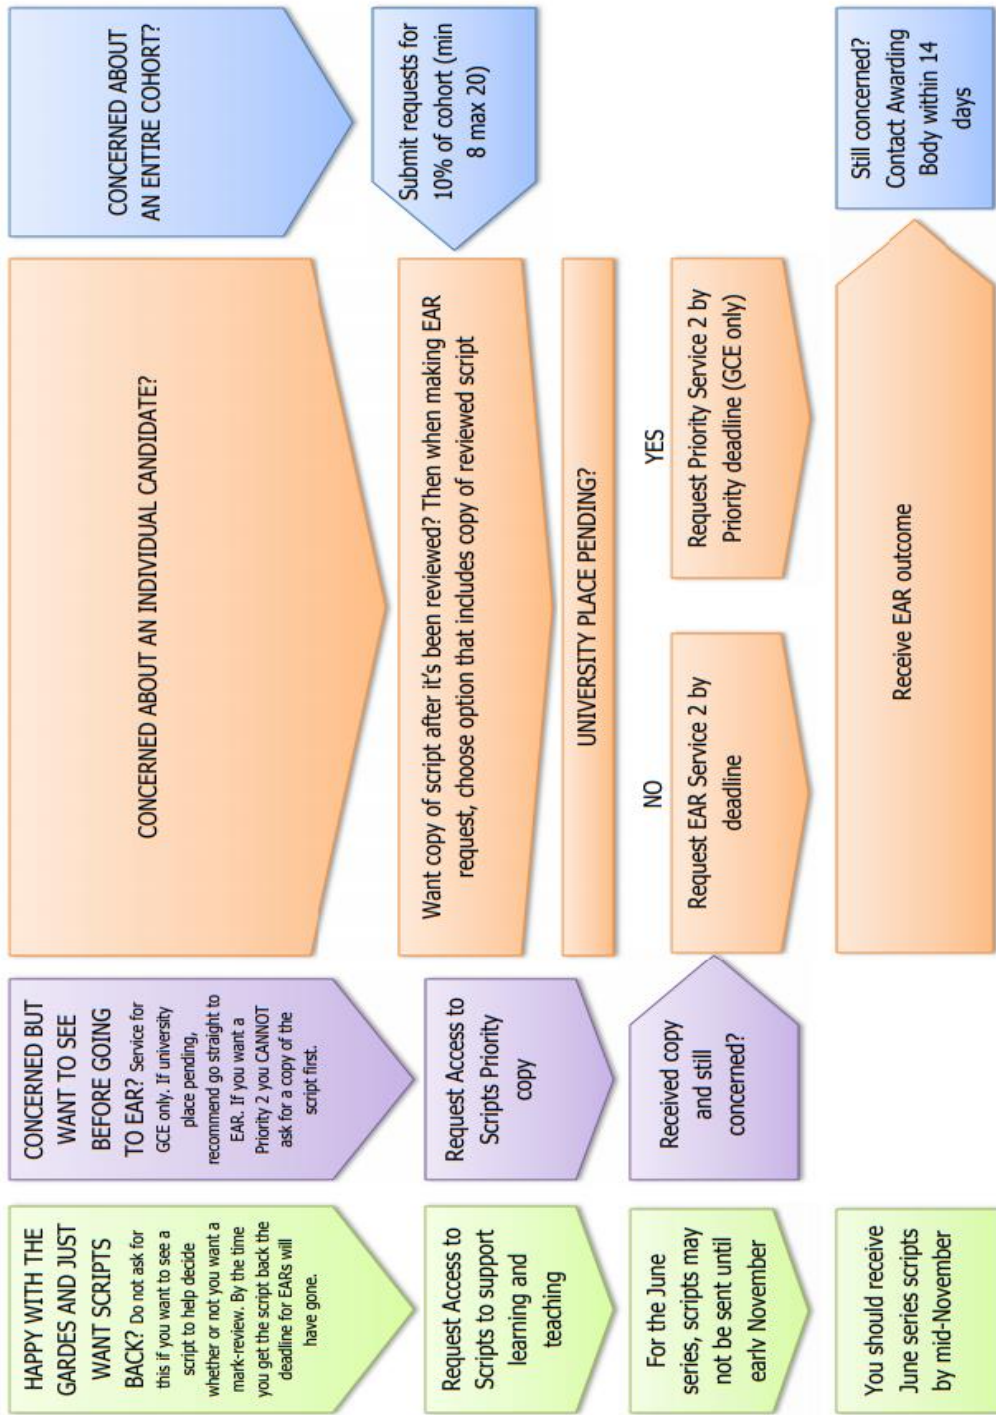 HAPPY WITH THE
GARDES AND JUST
WANT SCRIPTS
BACK? Do not ask for
this if you want to see a
script to help decide
whether or not you want a
mark-review. By the time
you get the script back the
deadline for EARs will
have gone.
Request Access to
Scripts to support
learning and
teaching
For the June
series, scripts may
not be sent until
early November
You should receive
June series scripts
by mid-November
CONCERNED BUT
WANT TO SEE
BEFORE GOING
TO EAR? Service for
GCE only. If university
place pending,
recommend go straight to
EAR. If you want a
Priority 2 you CANNOT
ask for a copy of the
script first.
Request Access to
Scripts Priority
copy
Received copy
and still
concerned?
CONCERNED ABOUT AN INDIVIDUAL CANDIDATE?
Want copy of script after it's been reviewed? Then when making EAR
request, choose option that includes copy of reviewed script
UNIVERSITY PLACE PENDING?
NO
Request EAR Service 2 by
deadline
YES
Request Priority Service 2 by
Priority deadline (GCE only)
Receive EAR outcome
CONCERNED ABOUT
AN ENTIRE COHORT?
Submit requests for
10% of cohort (min
8 max 20)
Still concerned?
Contact Awarding
Body within 14
days